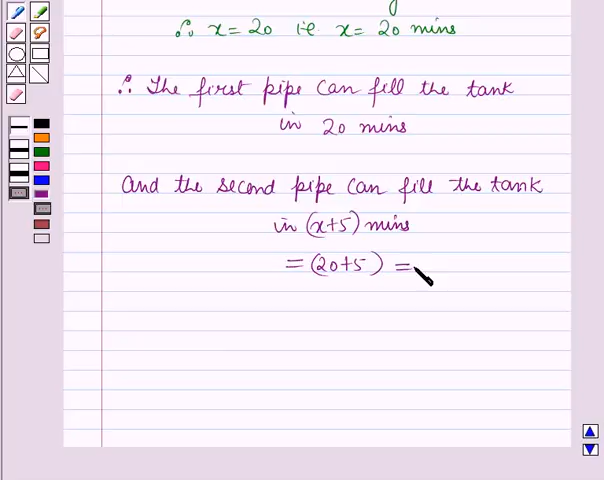 ∴ x = 20 i.e. x = 20 mins
∴ The first pipe can fill the tank
in 20 mins
And the second pipe can fill the tank
in (x+5) mins
= (20+5) =